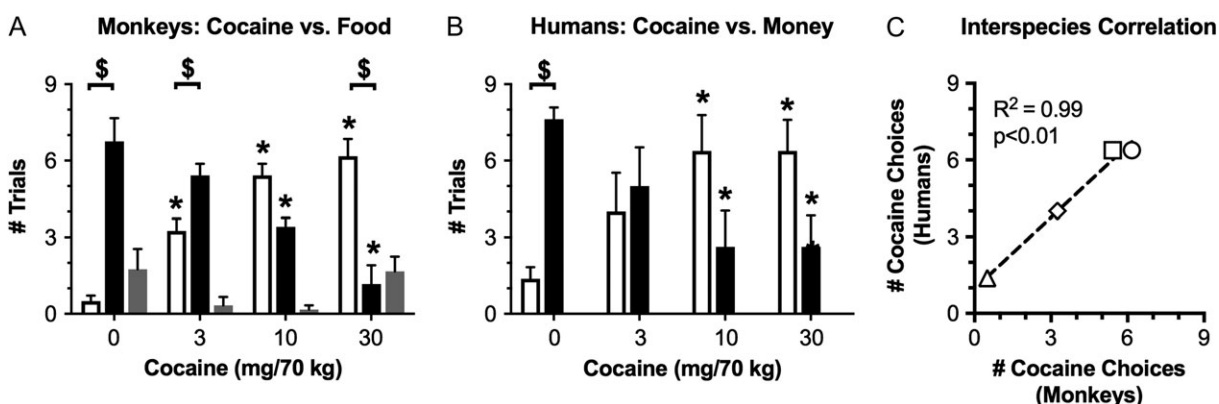 A Monkeys: Cocaine vs. Food
$ $ $
9
6
3
0
# Trials
* * * * *
0 3 10 30
Cocaine (mg/70 kg)
B Humans: Cocaine vs. Money
$
9
6
3
0
# Trials
* * * *
0 3 10 30
Cocaine (mg/70 kg)
C Interspecies Correlation
R² = 0.99
p<0.01
9
6
3
0
# Cocaine Choices
(Humans)
0 3 6 9
# Cocaine Choices
(Monkeys)